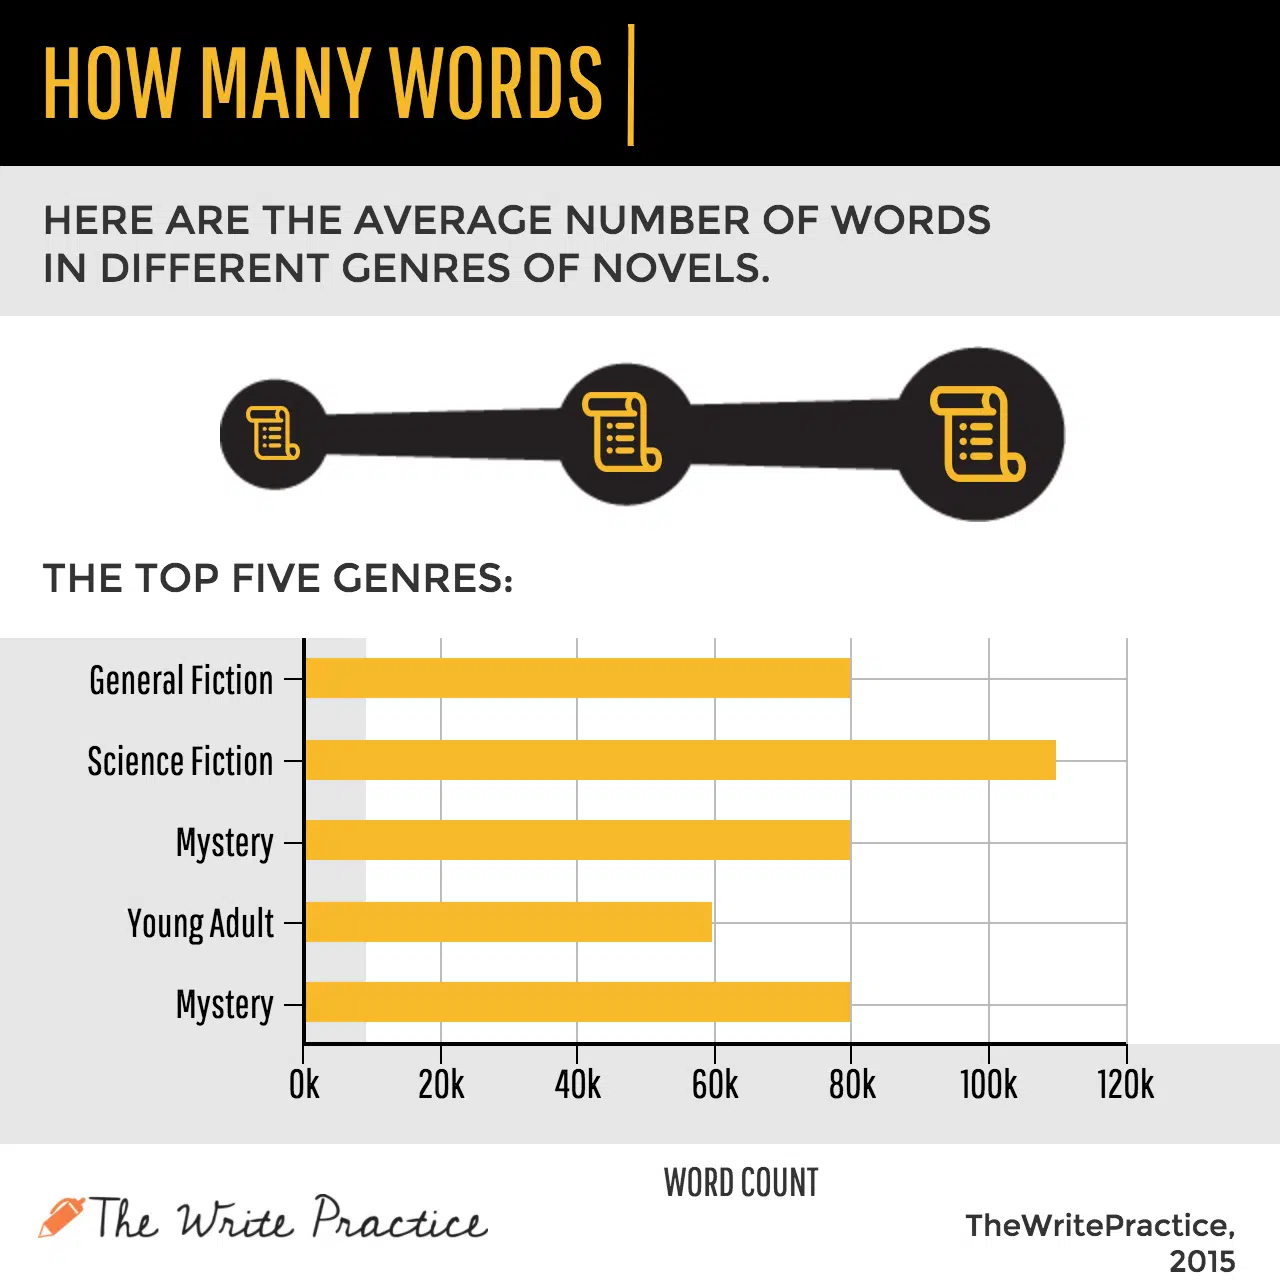 HOW MANY WORDS
HERE ARE THE AVERAGE NUMBER OF WORDS
IN DIFFERENT GENRES OF NOVELS.
THE TOP FIVE GENRES:
General Fiction
Science Fiction
Mystery
Young Adult
Mystery
0k 20k 40k 60k 80k 100k 120k
WORD COUNT
The Write Practice
TheWritePractice,
2015